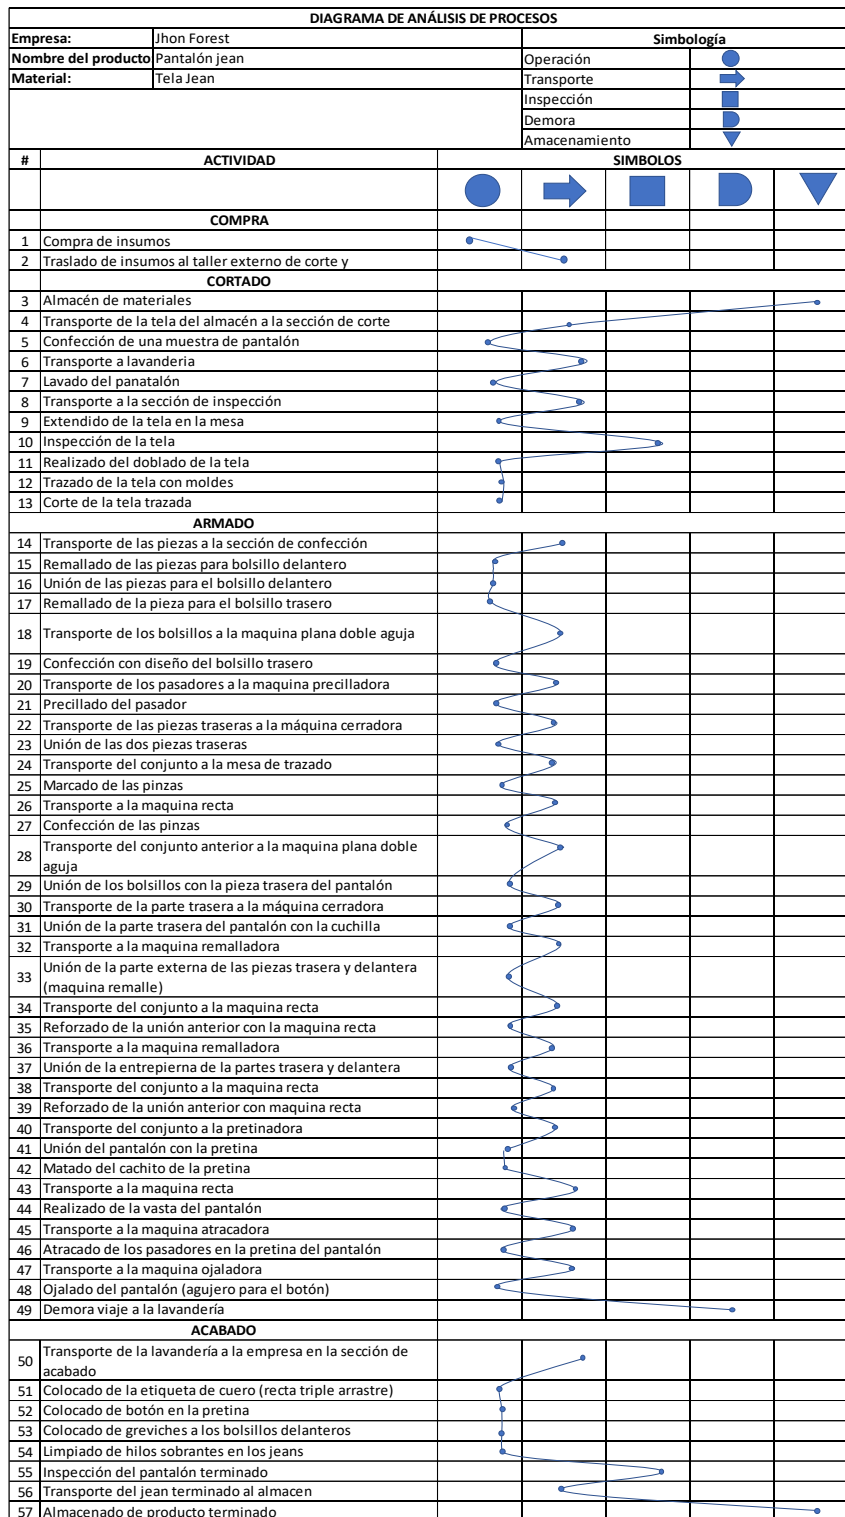 DIAGRAMA DE ANÁLISIS DE PROCESOS
Empresa: Jhon Forest Simbología
Nombre del producto Pantalón jean Operación
Material: Tela Jean Transporte
Inspección
Demora
Amacenamiento
# ACTIVIDAD SIMBOLOS
COMPRA
1 Compra de insumos
2 Traslado de insumos al taller externo de corte y
CORTADO
3 Almacén de materiales
4 Transporte de la tela del almacén a la sección de corte
5 Confección de una muestra de pantalón
6 Transporte a lavanderia
7 Lavado del panatalón
8 Transporte a la sección de inspección
9 Extendido de la tela en la mesa
10 Inspección de la tela
11 Realizado del doblado de la tela
12 Trazado de la tela con moldes
13 Corte de la tela trazada
ARMADO
14 Transporte de las piezas a la sección de confección
15 Remallado de las piezas para bolsillo delantero
16 Unión de las piezas para el bolsillo delantero
17 Remallado de la pieza para el bolsillo trasero
18 Transporte de los bolsillos a la maquina plana doble aguja
19 Confección con diseño del bolsillo trasero
20 Transporte de los pasadores a la maquina precilladora
21 Precillado del pasador
22 Transporte de las piezas traseras a la máquina cerradora
23 Unión de las dos piezas traseras
24 Transporte del conjunto a la mesa de trazado
25 Marcado de las pinzas
26 Transporte a la maquina recta
27 Confección de las pinzas
28 Transporte del conjunto anterior a la maquina plana doble
aguja
29 Unión de los bolsillos con la pieza trasera del pantalón
30 Transporte de la parte trasera a la máquina cerradora
31 Unión de la parte trasera del pantalón con la cuchilla
32 Transporte a la maquina remalladora
33 Unión de la parte externa de las piezas trasera y delantera
(maquina remalle)
34 Transporte del conjunto a la maquina recta
35 Reforzado de la unión anterior con la maquina recta
36 Transporte a la maquina remalladora
37 Unión de la entrepierna de la partes trasera y delantera
38 Transporte del conjunto a la maquina recta
39 Reforzado de la unión anterior con maquina recta
40 Transporte del conjunto a la pretinadora
41 Unión del pantalón con la pretina
42 Matado del cachito de la pretina
43 Transporte a la maquina recta
44 Realizado de la vasta del pantalón
45 Transporte a la maquina atracadora
46 Atracado de los pasadores en la pretina del pantalón
47 Transporte a la maquina ojaladora
48 Ojalado del pantalón (agujero para el botón)
49 Demora viaje a la lavandería
ACABADO
50 Transporte de la lavandería a la empresa en la sección de
acabado
51 Colocado de la etiqueta de cuero (recta triple arrastre)
52 Colocado de botón en la pretina
53 Colocado de greviches a los bolsillos delanteros
54 Limpiado de hilos sobrantes en los jeans
55 Inspección del pantalón terminado
56 Transporte del jean terminado al almacen
57 Almacenado de producto terminado